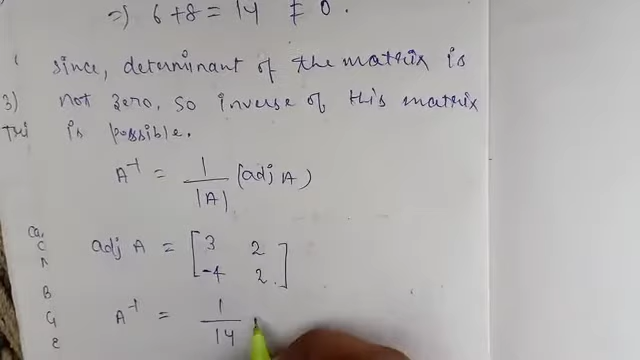 =) 6+8 = 14 ≠ 0.
since, determinant of the matrix is
3) not zero, so inverse of this matrix
is possible.
A⁻¹ = 1/|A| (adj A)
adj A = [3 2
-4 2.]
A⁻¹ = 1/14